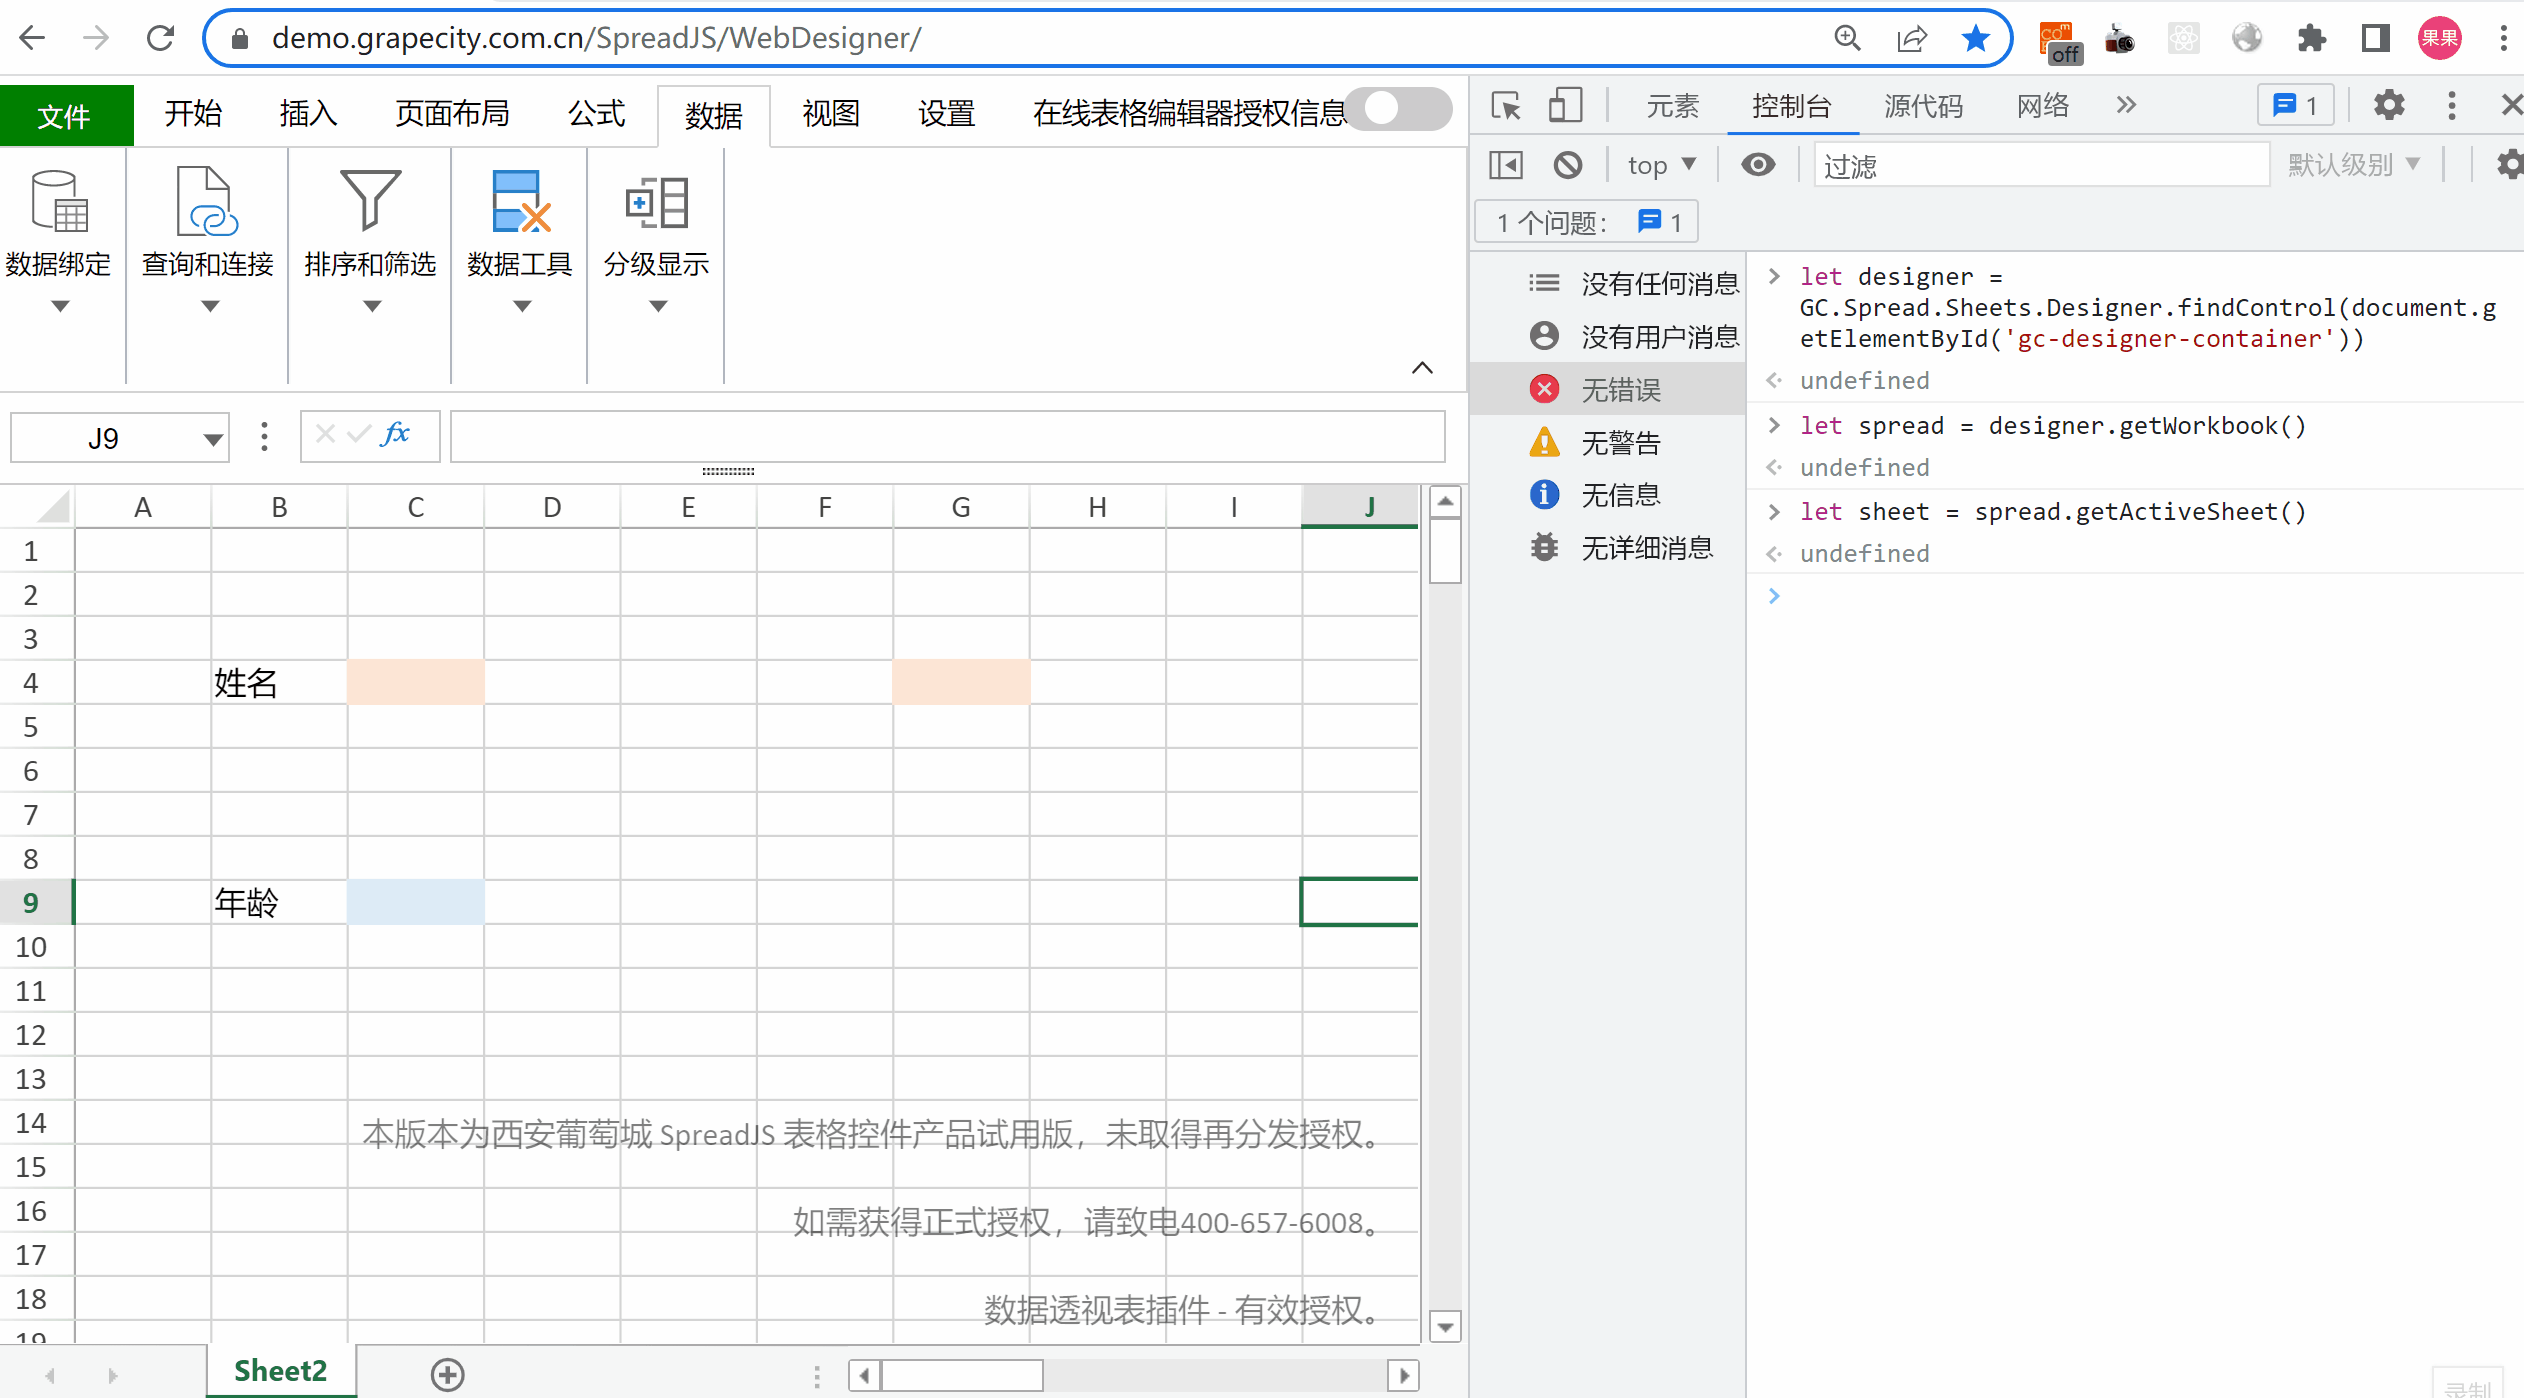 demo.grapecity.com.cn/SpreadJS/WebDesigner/
off
果果
文件 开始 插入 页面布局 公式 数据 视图 设置 在线表格编辑器授权信息
数据绑定 查询和连接 排序和筛选 数据工具 分级显示
J9 fx
A B C D E F G H I J
1
2
3
4 姓名
5
6
7
8
9 年龄
10
11
12
13
14
本版本为西安葡萄城 SpreadJS 表格控件产品试用版，未取得再分发授权。
15
16
如需获得正式授权，请致电400-657-6008。
17
18
数据透视表插件 - 有效授权。
19
Sheet2
元素 控制台 源代码 网络 1
top 过滤 默认级别
1 个问题： 1
没有任何消息
没有用户消息
无错误
无警告
无信息
无详细消息
let designer =
GC.Spread.Sheets.Designer.findControl(document.g
etElementById('gc-designer-container'))
undefined
let spread = designer.getWorkbook()
undefined
let sheet = spread.getActiveSheet()
undefined
录制